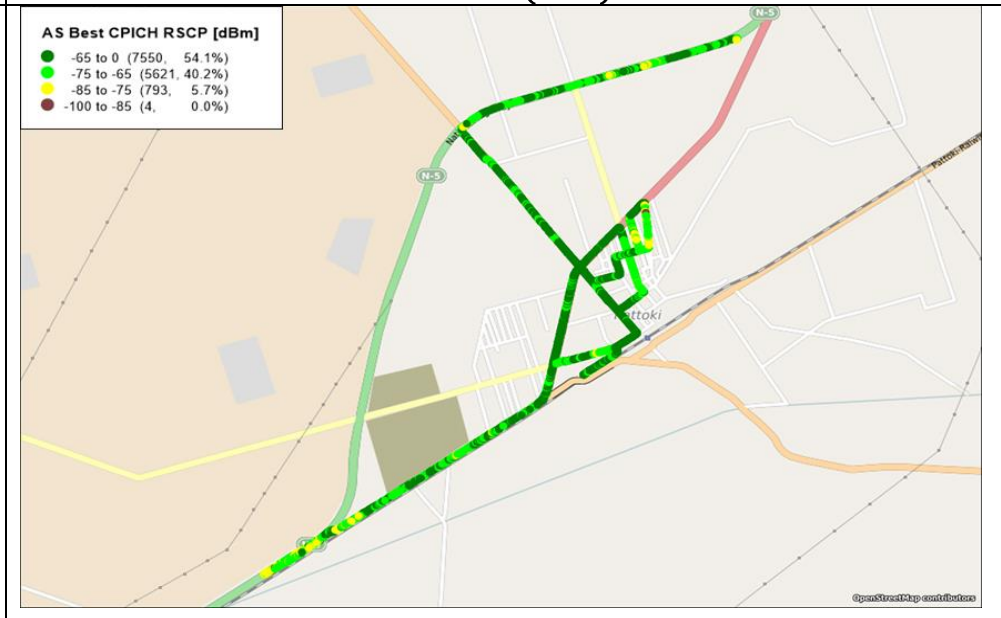 AS Best CPICH RSCP [dBm]
-65 to 0 (7550, 54.1%)
-75 to -65 (5621, 40.2%)
-85 to -75 (793, 5.7%)
-100 to -85 (4, 0.0%)
N-5
N-5
OpenStreetMap contributors